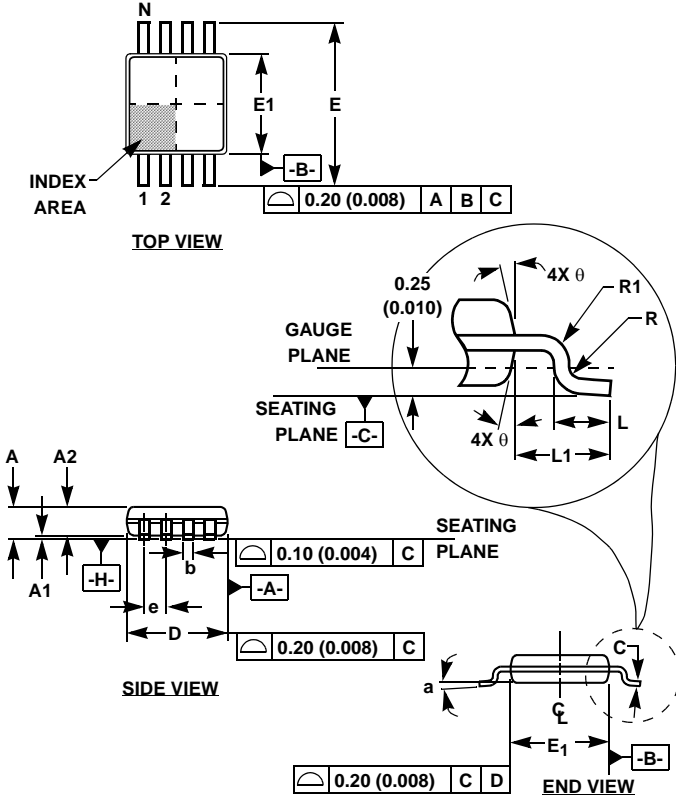 N
E1
E
-B-
INDEX
AREA
1 2
0.20 (0.008) A B C
TOP VIEW
0.25
(0.010)
4X θ
R1
R
GAUGE
PLANE
SEATING
PLANE -C-
4X θ
L
L1
A A2
SEATING
PLANE
A1
-H-
b
0.10 (0.004) C
-A-
e
D
0.20 (0.008) C
SIDE VIEW
C
a
CL
E1
-B-
0.20 (0.008) C D
END VIEW